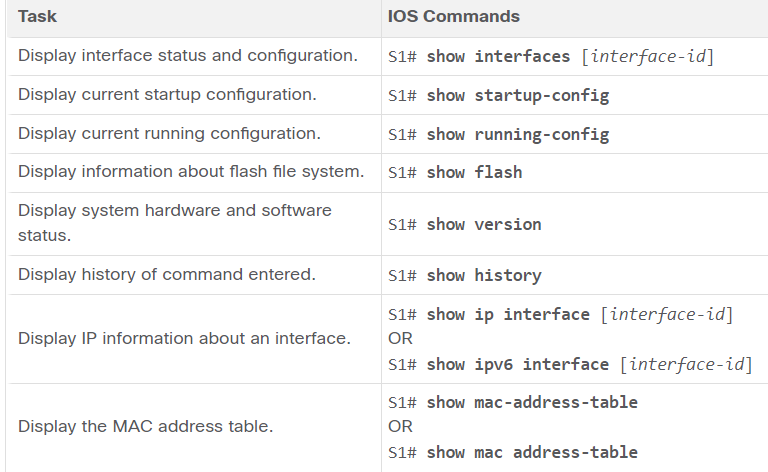 Task
IOS Commands
Display interface status and configuration.
S1# show interfaces [interface-id]
Display current startup configuration.
S1# show startup-config
Display current running configuration.
S1# show running-config
Display information about flash file system.
S1# show flash
Display system hardware and software
status.
S1# show version
Display history of command entered.
S1# show history
Display IP information about an interface.
S1# show ip interface [interface-id]
OR
S1# show ipv6 interface [interface-id]
Display the MAC address table.
S1# show mac-address-table
OR
S1# show mac address-table